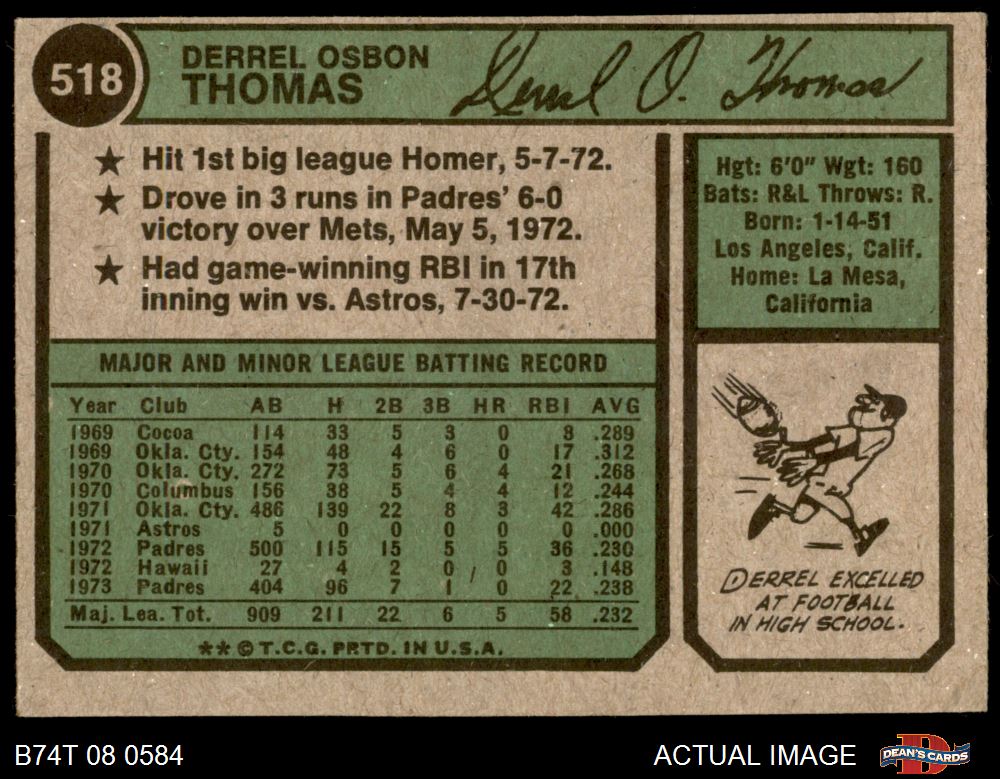 518
DERREL OSBON
THOMAS
Derrel O. Thomas
★ Hit 1st big league Homer, 5-7-72.
★ Drove in 3 runs in Padres' 6-0
victory over Mets, May 5, 1972.
★ Had game-winning RBI in 17th
inning win vs. Astros, 7-30-72.
Hgt: 6'0" Wgt: 160
Bats: R&L Throws: R.
Born: 1-14-51
Los Angeles, Calif.
Home: La Mesa,
California
MAJOR AND MINOR LEAGUE BATTING RECORD
Year Club AB H 2B 3B HR RBI AVG
1969 Cocoa 114 33 5 3 0 8 .289
1969 Okla. Cty. 154 48 4 6 0 17 .312
1970 Okla. Cty. 272 73 5 6 4 21 .268
1970 Columbus 156 38 5 4 4 12 .244
1971 Okla. Cty. 486 139 22 8 3 42 .286
1971 Astros 5 0 0 0 0 0 .000
1972 Padres 500 115 15 5 5 36 .230
1972 Hawaii 27 4 2 0 0 3 .148
1973 Padres 404 96 7 1 0 22 .238
Maj. Lea. Tot. 909 211 22 6 5 58 .232
**© T.C.G. PRTD. IN U.S.A.
DERREL EXCELLED
AT FOOTBALL
IN HIGH SCHOOL.
B74T 08 0584
ACTUAL IMAGE
DEAN'S CARDS